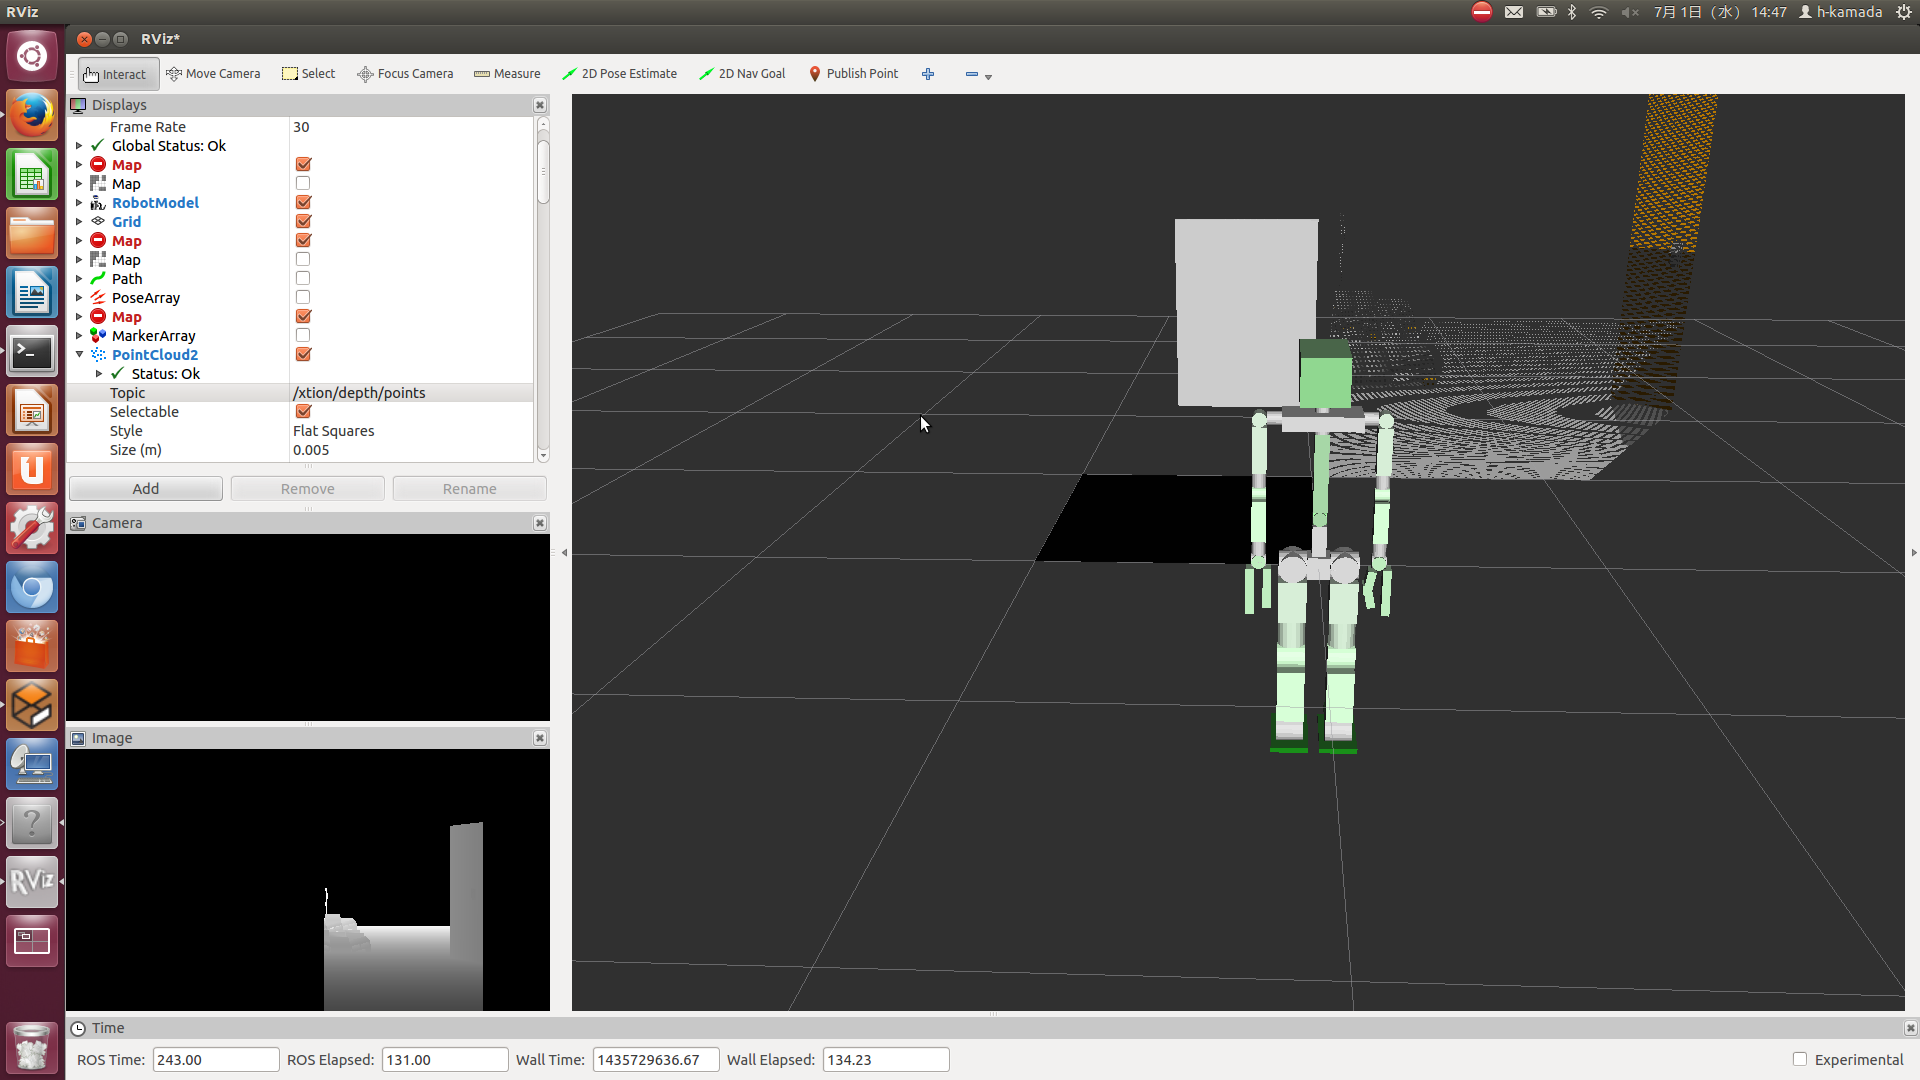 RViz
7月 1日 (水) 14:47 h-kamada
RViz*
Interact Move Camera Select Focus Camera Measure 2D Pose Estimate 2D Nav Goal Publish Point
Displays
Frame Rate 30
Global Status: Ok
Map
Map
RobotModel
Grid
Map
Map
Path
PoseArray
Map
MarkerArray
PointCloud2
Status: Ok
Topic /xtion/depth/points
Selectable
Style Flat Squares
Size (m) 0.005
Add Remove Rename
Camera
Image
RViz
Time
ROS Time: 243.00 ROS Elapsed: 131.00 Wall Time: 1435729636.67 Wall Elapsed: 134.23 Experimental